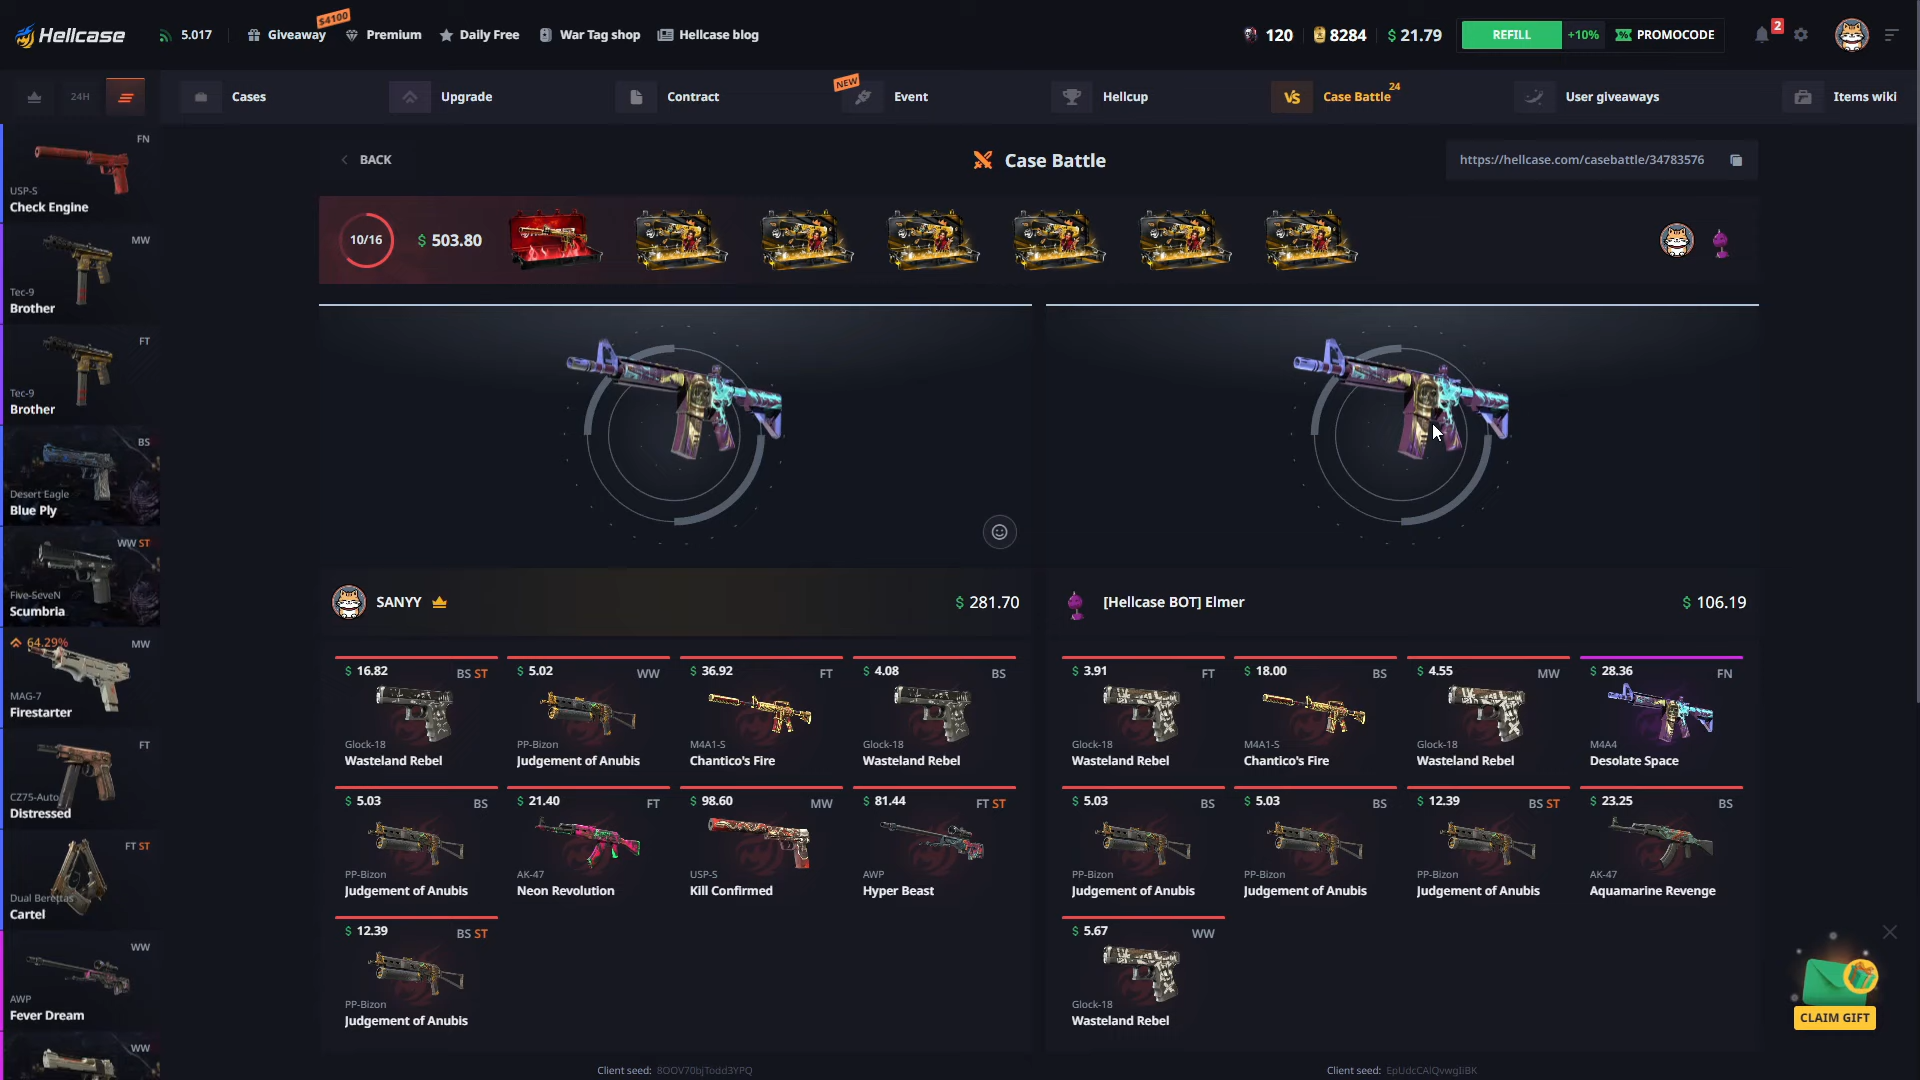 Hellcase
5.017
Giveaway
$4100
Premium
Daily Free
War Tag shop
Hellcase blog
120
8284
$ 21.79
REFILL
+10%
PROMOCODE
2
24H
Cases
Upgrade
Contract
NEW
Event
Hellcup
VS
Case Battle
24
User giveaways
Items wiki
BACK
Case Battle
https://hellcase.com/casebattle/34783576
10/16
$ 503.80
FN
USP-S
Check Engine
MW
Tec-9
Brother
FT
Tec-9
Brother
BS
Desert Eagle
Blue Ply
WW ST
Five-SeveN
Scumbria
64.29%
MW
MAG-7
Firestarter
FT
CZ75-Auto
Distressed
FT ST
Dual Berettas
Cartel
WW
AWP
Fever Dream
WW
SANYY
$ 281.70
$ 16.82
BS ST
Glock-18
Wasteland Rebel
$ 5.02
WW
PP-Bizon
Judgement of Anubis
$ 36.92
FT
M4A1-S
Chantico's Fire
$ 4.08
BS
Glock-18
Wasteland Rebel
$ 5.03
BS
PP-Bizon
Judgement of Anubis
$ 21.40
FT
AK-47
Neon Revolution
$ 98.60
MW
USP-S
Kill Confirmed
$ 81.44
FT ST
AWP
Hyper Beast
$ 12.39
BS ST
PP-Bizon
Judgement of Anubis
[Hellcase BOT] Elmer
$ 106.19
$ 3.91
FT
Glock-18
Wasteland Rebel
$ 18.00
BS
M4A1-S
Chantico's Fire
$ 4.55
MW
Glock-18
Wasteland Rebel
$ 28.36
FN
M4A4
Desolate Space
$ 5.03
BS
PP-Bizon
Judgement of Anubis
$ 5.03
BS
PP-Bizon
Judgement of Anubis
$ 12.39
BS ST
PP-Bizon
Judgement of Anubis
$ 23.25
BS
AK-47
Aquamarine Revenge
$ 5.67
WW
Glock-18
Wasteland Rebel
CLAIM GIFT
Client seed:
Client seed: